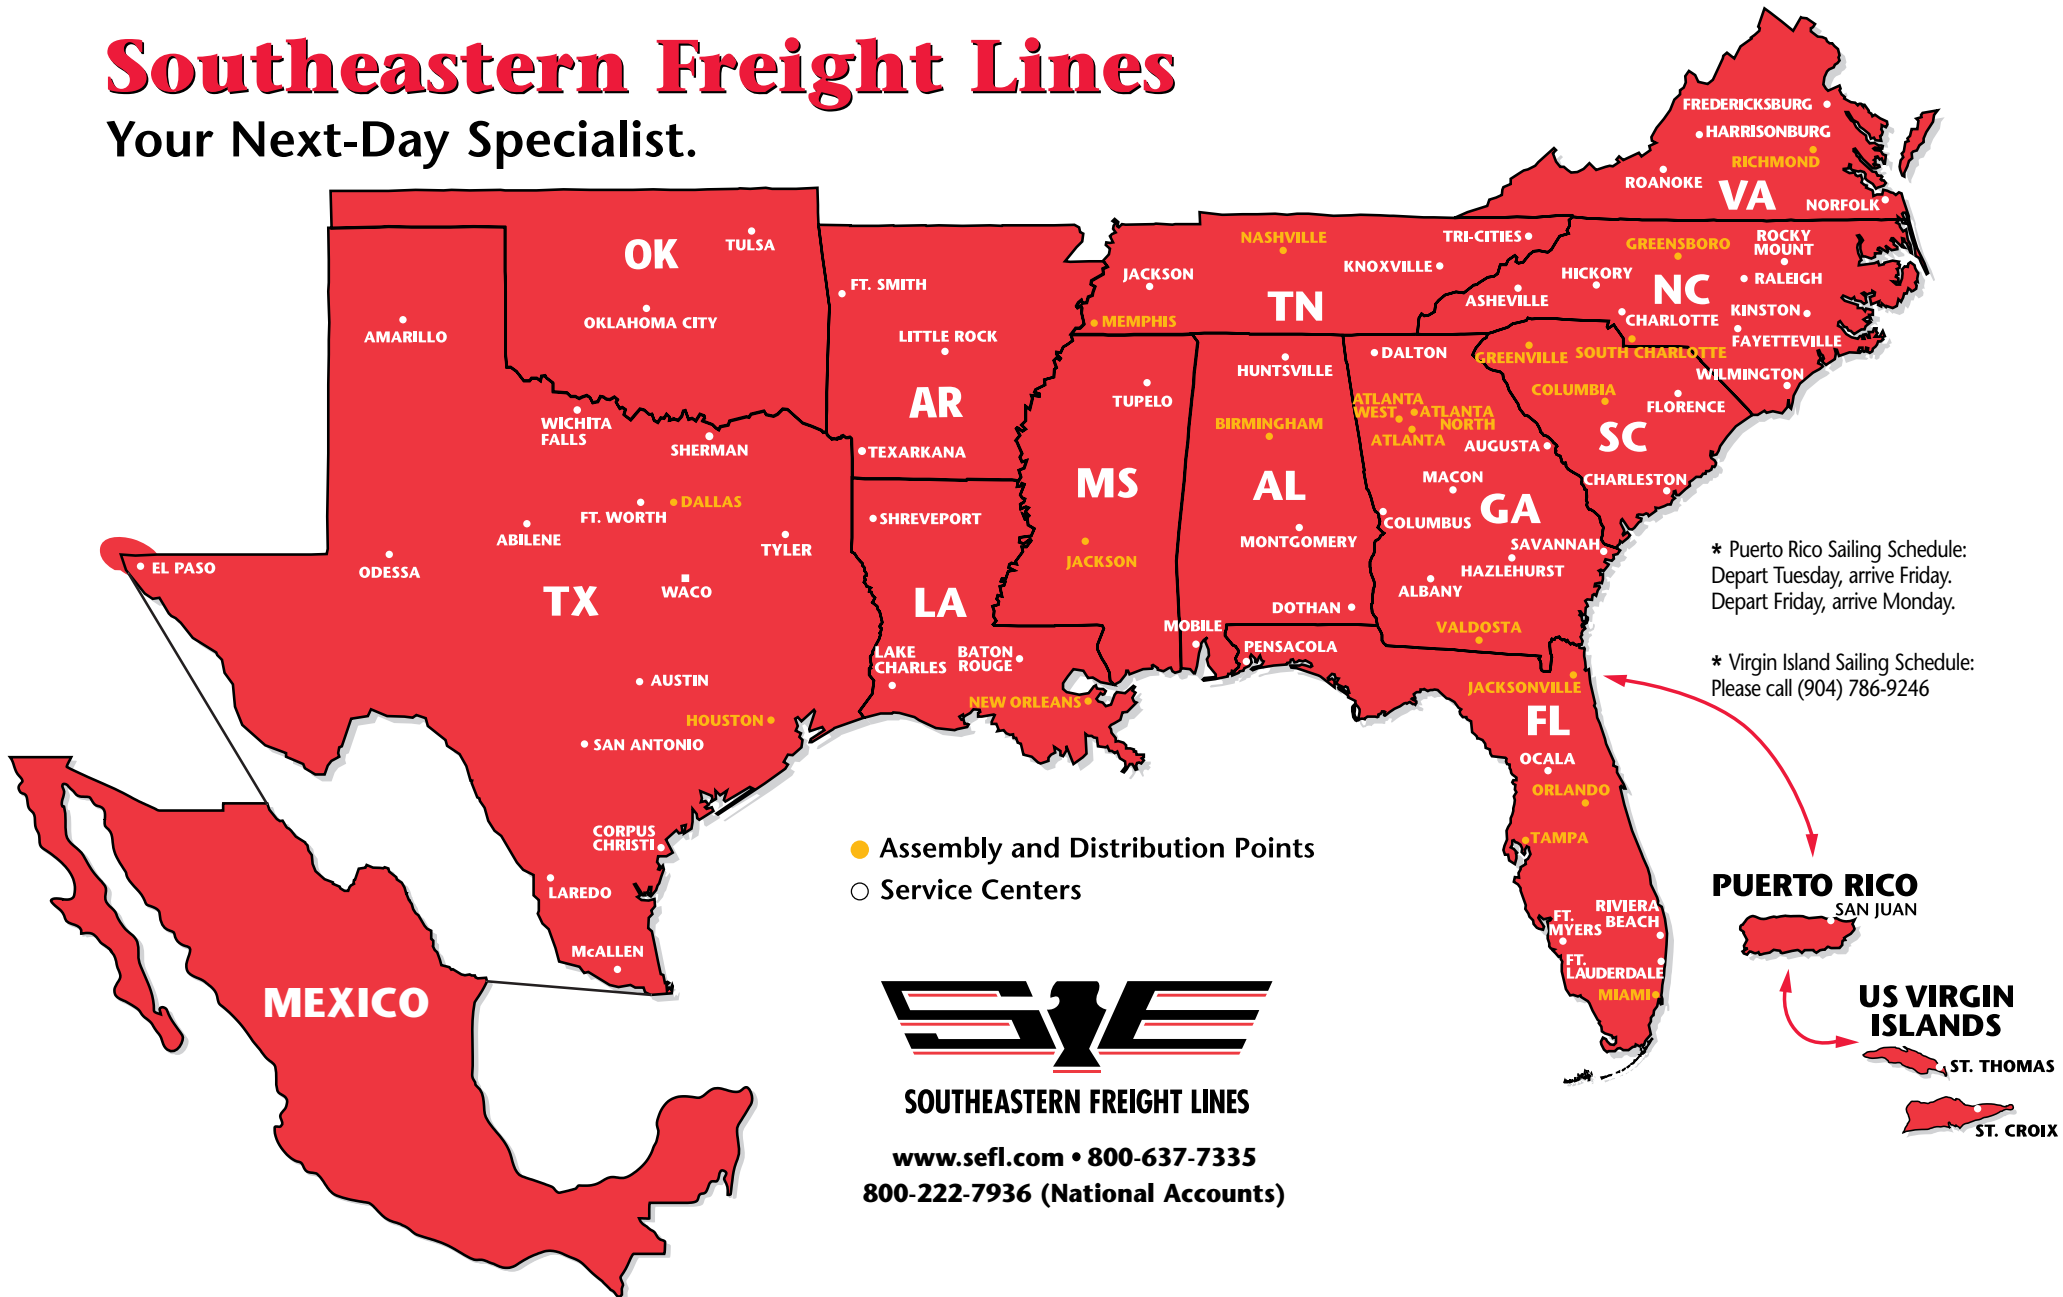 Southeastern Freight Lines
Your Next-Day Specialist.
OK
TULSA
OKLAHOMA CITY
AMARILLO
WICHITA
FALLS
SHERMAN
FT. WORTH
DALLAS
ABILENE
TYLER
EL PASO
ODESSA
TX
WACO
AUSTIN
HOUSTON
SAN ANTONIO
CORPUS
CHRISTI
LAREDO
McALLEN
MEXICO
FT. SMITH
LITTLE ROCK
AR
TEXARKANA
SHREVEPORT
LA
LAKE
CHARLES
BATON
ROUGE
NEW ORLEANS
NASHVILLE
TRI-CITIES
JACKSON
KNOXVILLE
TN
MEMPHIS
TUPELO
MS
JACKSON
HUNTSVILLE
BIRMINGHAM
AL
MONTGOMERY
DOTHAN
MOBILE
DALTON
ATLANTA
WEST
ATLANTA
NORTH
ATLANTA
AUGUSTA
MACON
COLUMBUS
GA
SAVANNAH
HAZLEHURST
ALBANY
VALDOSTA
FREDERICKSBURG
HARRISONBURG
RICHMOND
ROANOKE
VA
NORFOLK
GREENSBORO
ROCKY
MOUNT
HICKORY
RALEIGH
ASHEVILLE
NC
KINSTON
CHARLOTTE
FAYETTEVILLE
SOUTH CHARLOTTE
WILMINGTON
GREENVILLE
COLUMBIA
FLORENCE
SC
CHARLESTON
PENSACOLA
JACKSONVILLE
FL
OCALA
ORLANDO
TAMPA
RIVIERA
BEACH
FT.
MYERS
FT.
LAUDERDALE
MIAMI
* Puerto Rico Sailing Schedule:
Depart Tuesday, arrive Friday.
Depart Friday, arrive Monday.
* Virgin Island Sailing Schedule:
Please call (904) 786-9246
PUERTO RICO
SAN JUAN
US VIRGIN
ISLANDS
ST. THOMAS
ST. CROIX
Assembly and Distribution Points
Service Centers
SE
SOUTHEASTERN FREIGHT LINES
www.sefl.com • 800-637-7335
800-222-7936 (National Accounts)